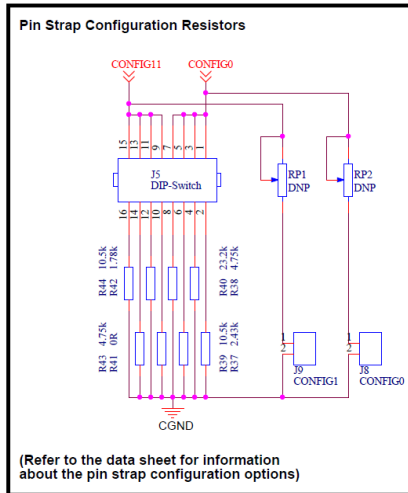 Pin Strap Configuration Resistors
CONFIG11
CONFIG0
15
13
11
9
7
5
3
1
J5
DIP-Switch
16
14
12
10
8
6
4
2
RP1
DNP
RP2
DNP
R44 10.5k
R42 1.78k
R40 23.2k
R38 4.75k
R43 4.75k
R41 0R
R39 10.5k
R37 2.43k
1
2
J9
CONFIG1
1
2
J8
CONFIG0
CGND
(Refer to the data sheet for information
about the pin strap configuration options)